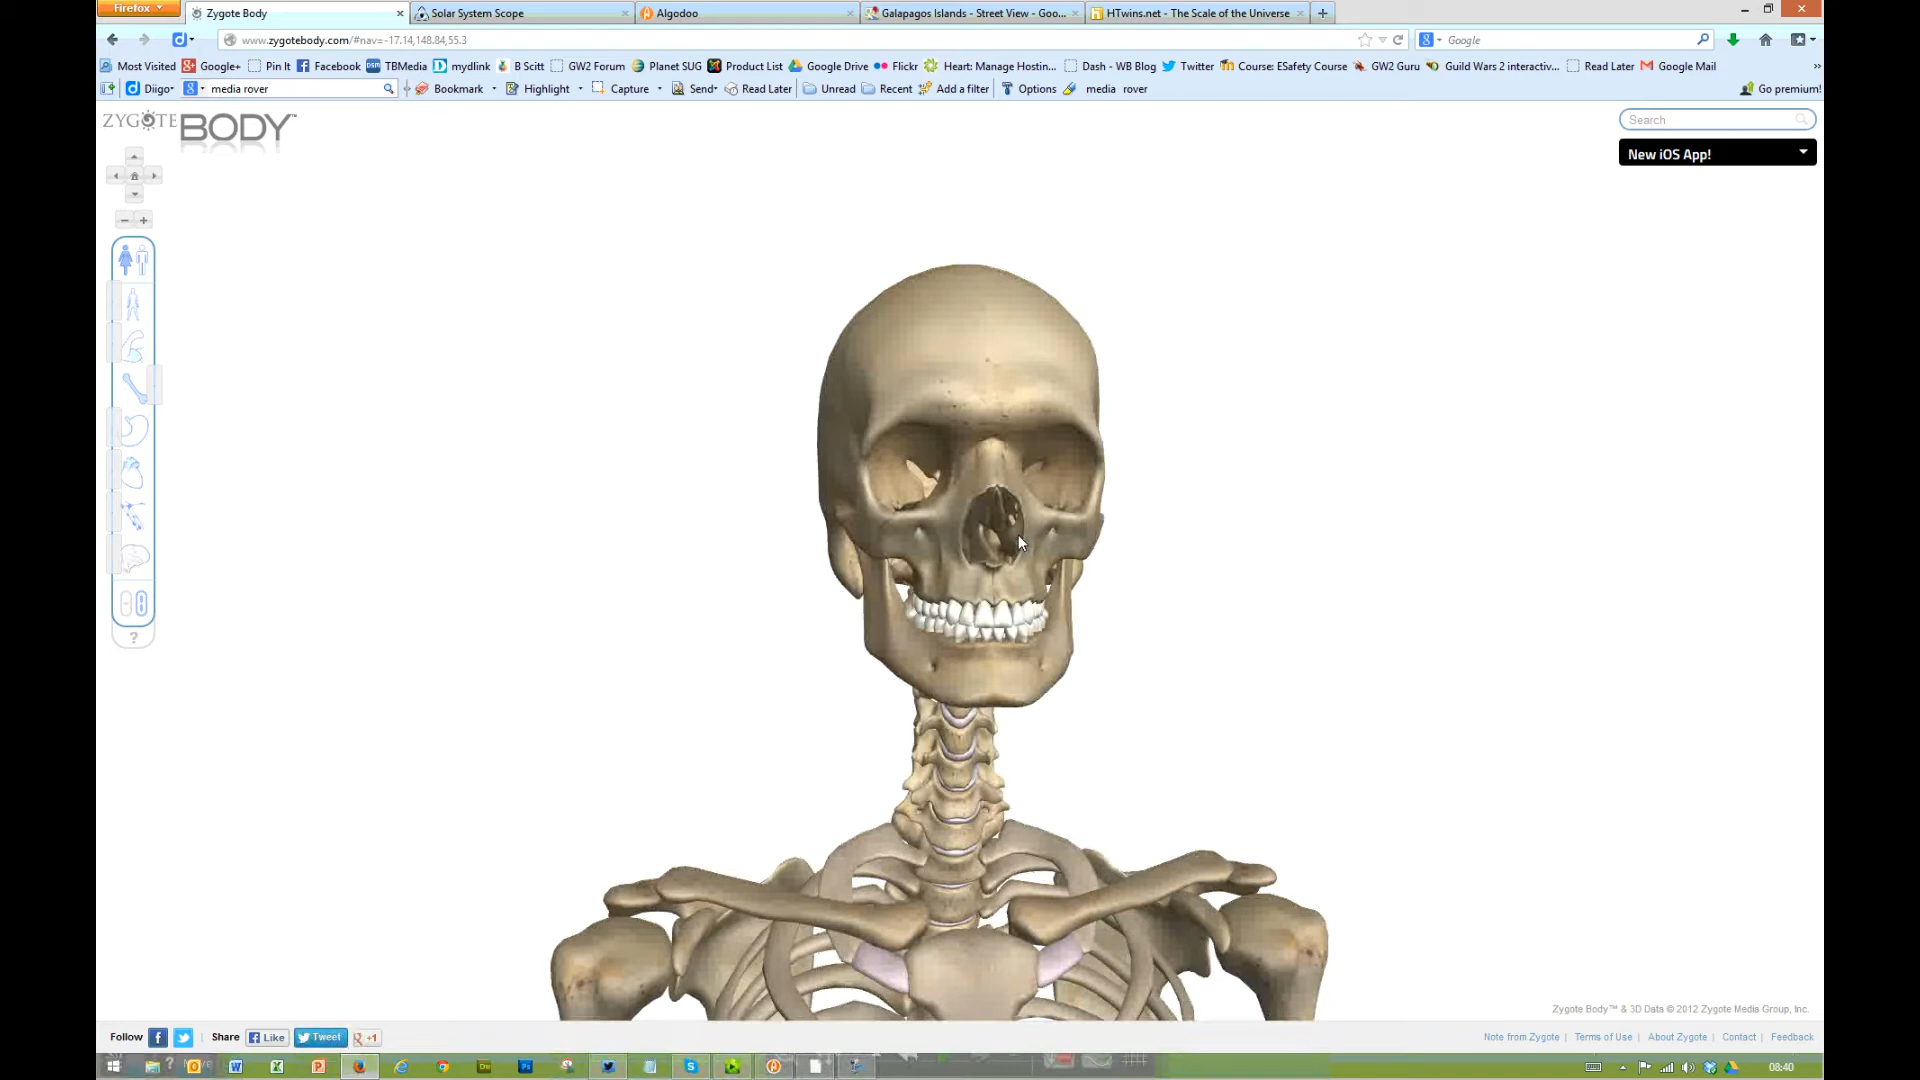 Firefox
Zygote Body
Solar System Scope
Algodoo
Galapagos Islands - Street View - Goo...
HTwins.net - The Scale of the Universe
www.zygotebody.com/#nav=-17.14,148.84,55.3
Google
Most Visited
Google+
Pin It
Facebook
TBMedia
mydlink
B Scitt
GW2 Forum
Planet SUG
Product List
Google Drive
Flickr
Heart: Manage Hostin...
Dash - WB Blog
Twitter
Course: ESafety Course
GW2 Guru
Guild Wars 2 interactiv...
Read Later
Google Mail
Diigo
media rover
Bookmark
Highlight
Capture
Send
Read Later
Unread
Recent
Add a filter
Options
media
rover
Go premium!
ZYGOTE BODY™
Search
New iOS App!
?
Zygote Body™ & 3D Data © 2012 Zygote Media Group, Inc.
Follow
Share
Like
Tweet
+1
Note from Zygote
Terms of Use
About Zygote
Contact
Feedback
08:40